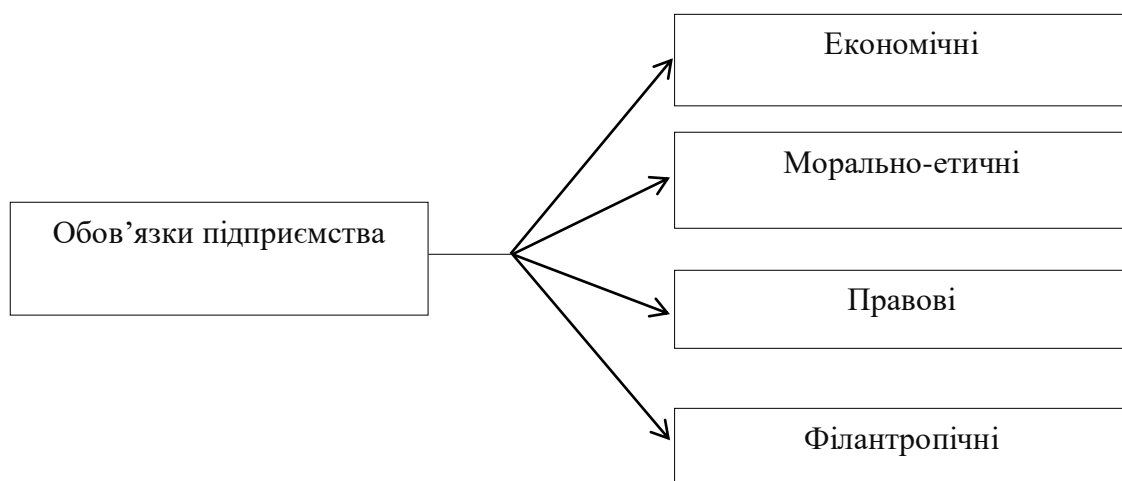 Економічні
Морально-етичні
Обов’язки підприємства
Правові
Філантропічні